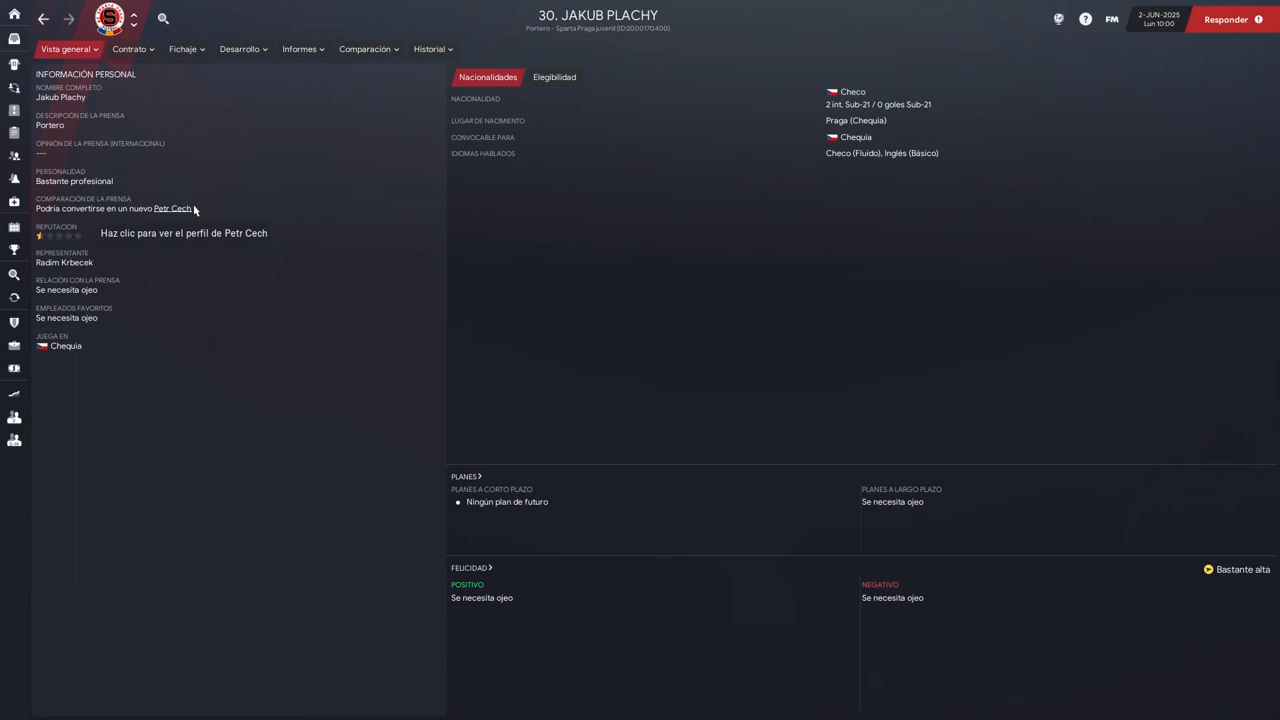 30. JAKUB PLACHY
Portero - Sparta Praga juvenil (ID:2000170400)
FM
2-JUN-2025
Lun 10:00
Responder
Vista general
Contrato
Fichaje
Desarrollo
Informes
Comparación
Historial
INFORMACIÓN PERSONAL
NOMBRE COMPLETO
Jakub Plachy
DESCRIPCIÓN DE LA PRENSA
Portero
OPINIÓN DE LA PRENSA (INTERNACIONAL)
---
PERSONALIDAD
Bastante profesional
COMPARACIÓN DE LA PRENSA
Podría convertirse en un nuevo Petr Cech
REPUTACIÓN
Haz clic para ver el perfil de Petr Cech
REPRESENTANTE
Radim Krbecek
RELACIÓN CON LA PRENSA
Se necesita ojeo
EMPLEADOS FAVORITOS
Se necesita ojeo
JUEGA EN
Chequia
Nacionalidades
Elegibilidad
NACIONALIDAD
Checo
2 int. Sub-21 / 0 goles Sub-21
LUGAR DE NACIMIENTO
Praga (Chequia)
CONVOCABLE PARA
Chequia
IDIOMAS HABLADOS
Checo (Fluido), Inglés (Básico)
PLANES
PLANES A CORTO PLAZO
Ningún plan de futuro
PLANES A LARGO PLAZO
Se necesita ojeo
FELICIDAD
Bastante alta
POSITIVO
Se necesita ojeo
NEGATIVO
Se necesita ojeo